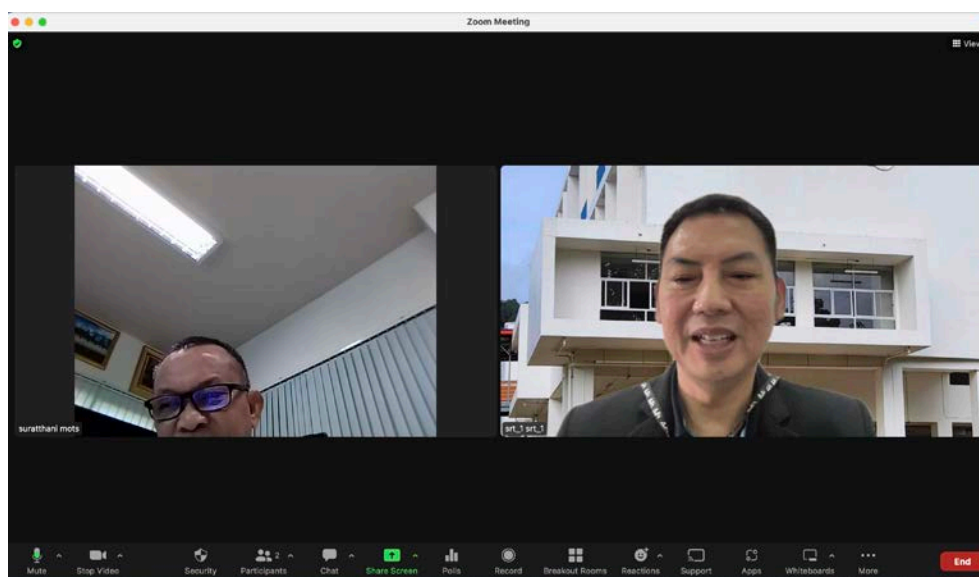 Zoom Meeting
View
suratthani mots
srt_1 srt_1
Mute
Stop Video
Security
Participants
2
Chat
Share Screen
Polls
Record
Breakout Rooms
Reactions
Support
Apps
Whiteboards
More
End